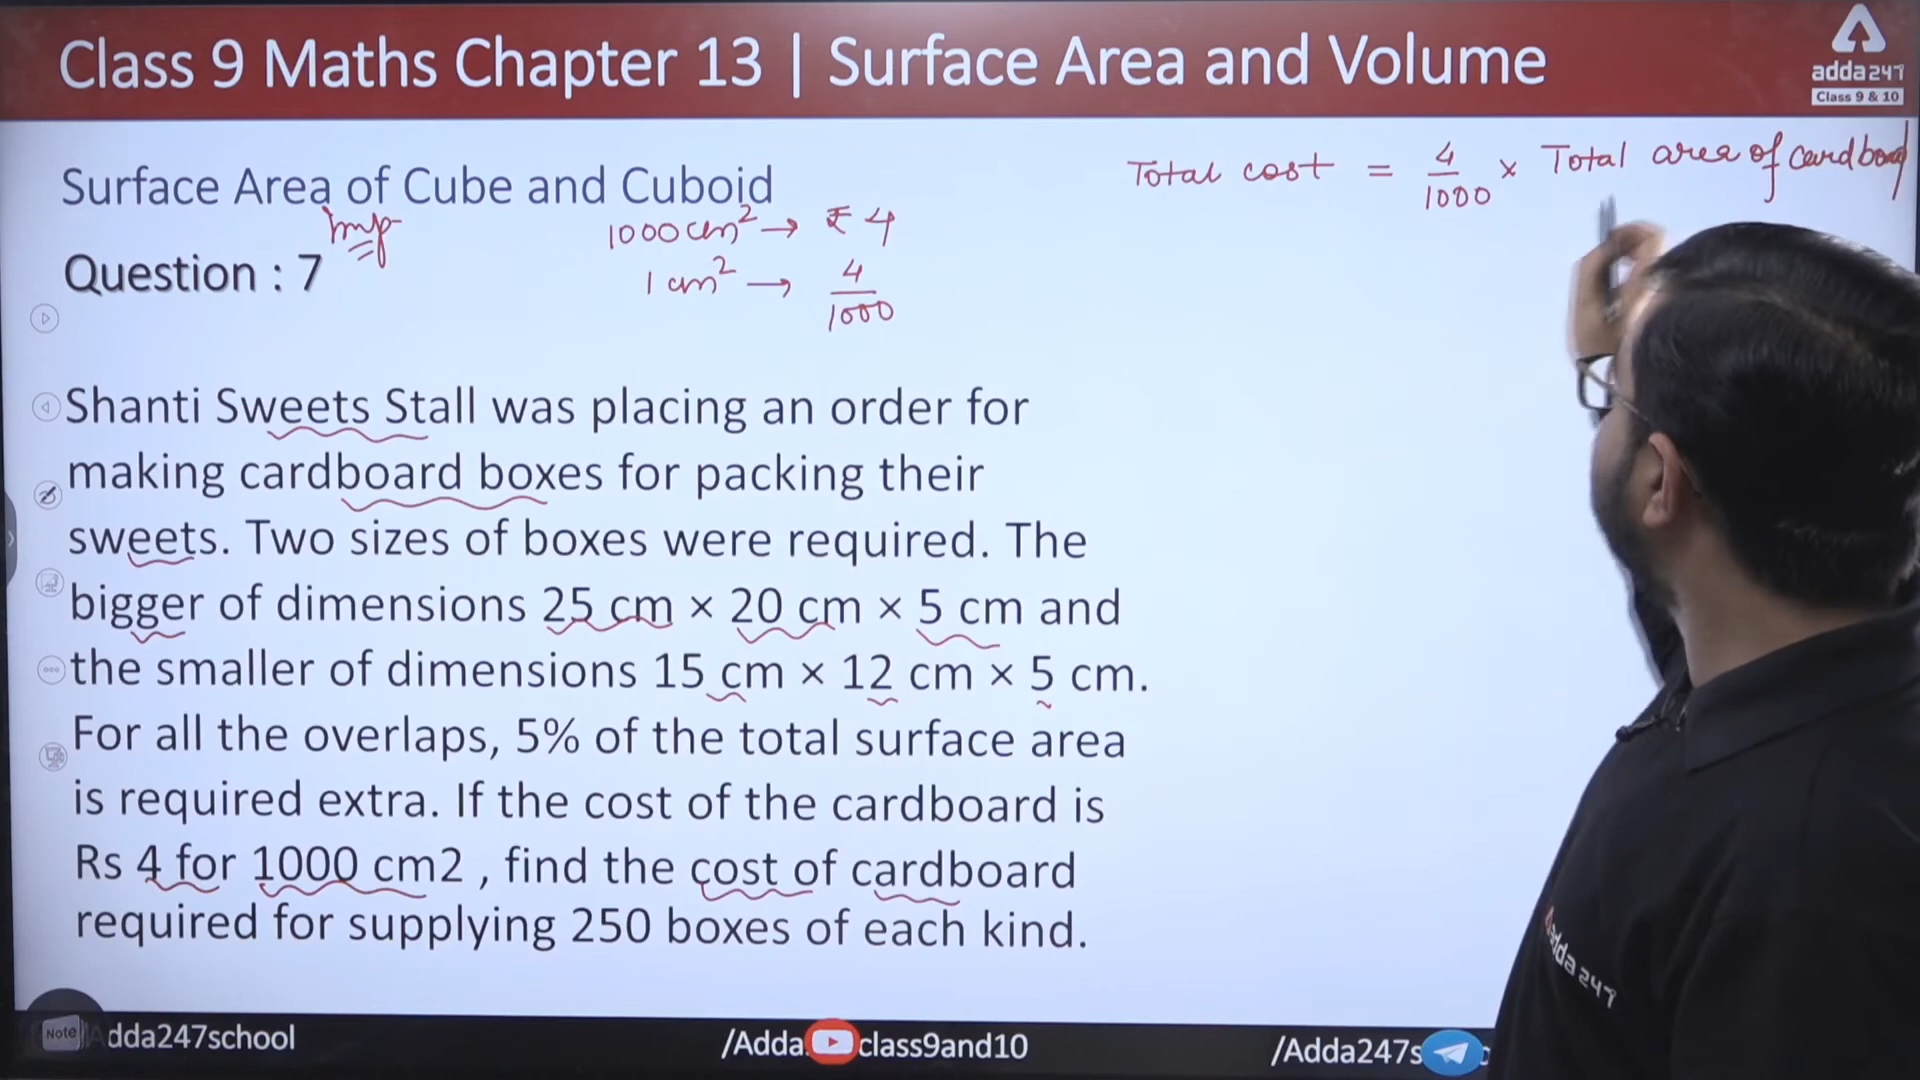 Class 9 Maths Chapter 13 | Surface Area and Volume
adda247
Class 9 & 10
Surface Area of Cube and Cuboid
Imp
Question : 7
1000 cm² → ₹ 4
1 cm² → 4/1000
Total cost = 4/1000 × Total area of cardboard
Shanti Sweets Stall was placing an order for
making cardboard boxes for packing their
sweets. Two sizes of boxes were required. The
bigger of dimensions 25 cm × 20 cm × 5 cm and
the smaller of dimensions 15 cm × 12 cm × 5 cm.
For all the overlaps, 5% of the total surface area
is required extra. If the cost of the cardboard is
Rs 4 for 1000 cm2 , find the cost of cardboard
required for supplying 250 boxes of each kind.
adda247
Note
dda247school
/Adda
class9and10
/Adda247s